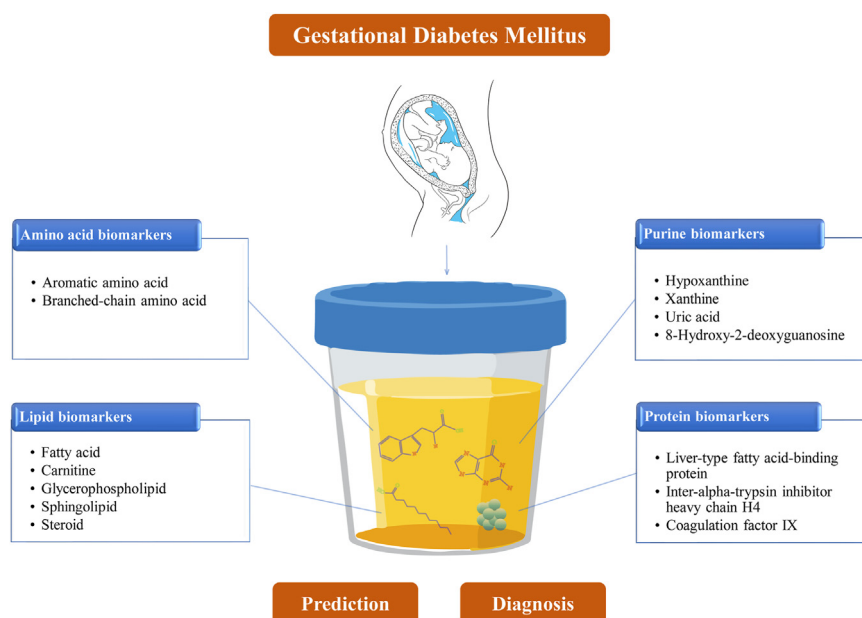 Gestational Diabetes Mellitus
Amino acid biomarkers
• Aromatic amino acid
• Branched-chain amino acid
Purine biomarkers
• Hypoxanthine
• Xanthine
• Uric acid
• 8-Hydroxy-2-deoxyguanosine
Lipid biomarkers
• Fatty acid
• Carnitine
• Glycerophospholipid
• Sphingolipid
• Steroid
Protein biomarkers
• Liver-type fatty acid-binding
protein
• Inter-alpha-trypsin inhibitor
heavy chain H4
• Coagulation factor IX
Prediction
Diagnosis